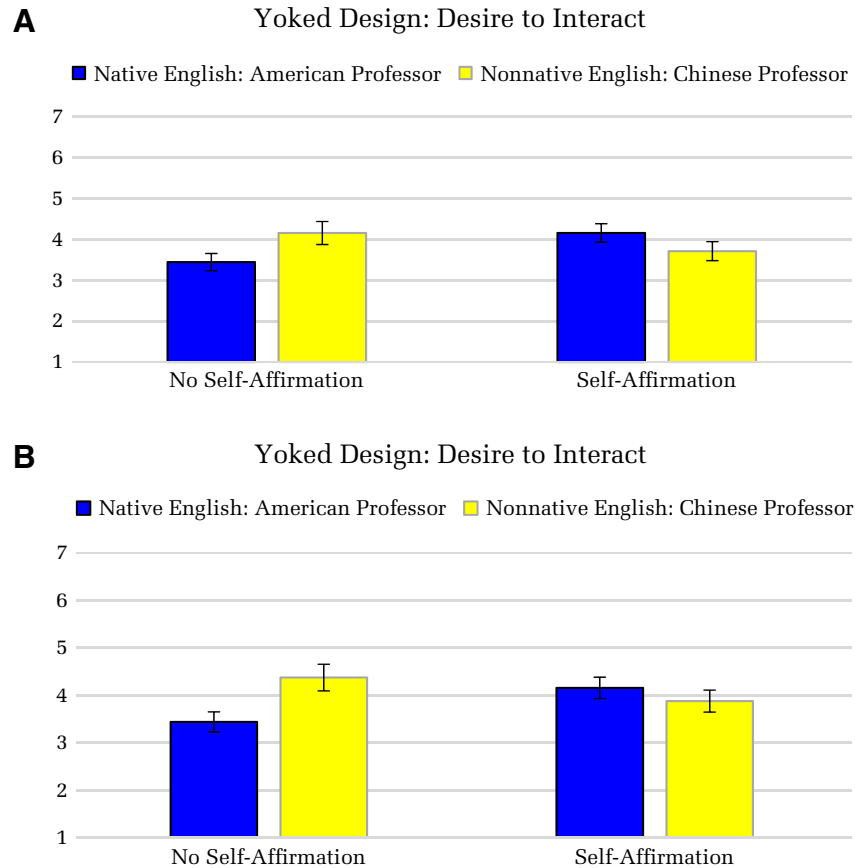 A
Yoked Design: Desire to Interact
Native English: American Professor Nonnative English: Chinese Professor
7
6
5
4
3
2
1
No Self-Affirmation Self-Affirmation
B
Yoked Design: Desire to Interact
Native English: American Professor Nonnative English: Chinese Professor
7
6
5
4
3
2
1
No Self-Affirmation Self-Affirmation